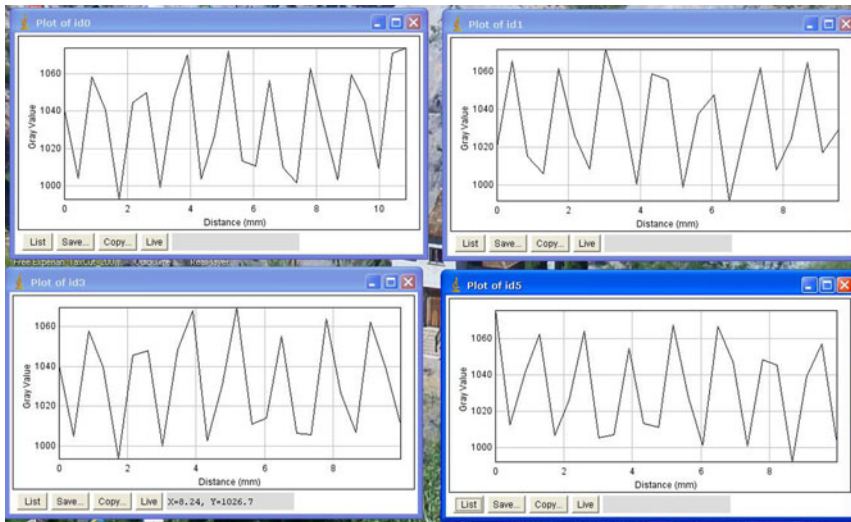 Plot of id0
1060
1040
1020
1000
Gray Value
0 2 4 6 8 10
Distance (mm)
List Save... Copy... Live
Plot of id1
1060
1040
1020
1000
Gray Value
0 2 4 6 8
Distance (mm)
List Save... Copy... Live
Plot of id3
1060
1040
1020
1000
Gray Value
0 2 4 6 8
Distance (mm)
List Save... Copy... Live X=8.24, Y=1026.7
Plot of id5
1060
1040
1020
1000
Gray Value
0 2 4 6 8 10
Distance (mm)
List Save... Copy... Live